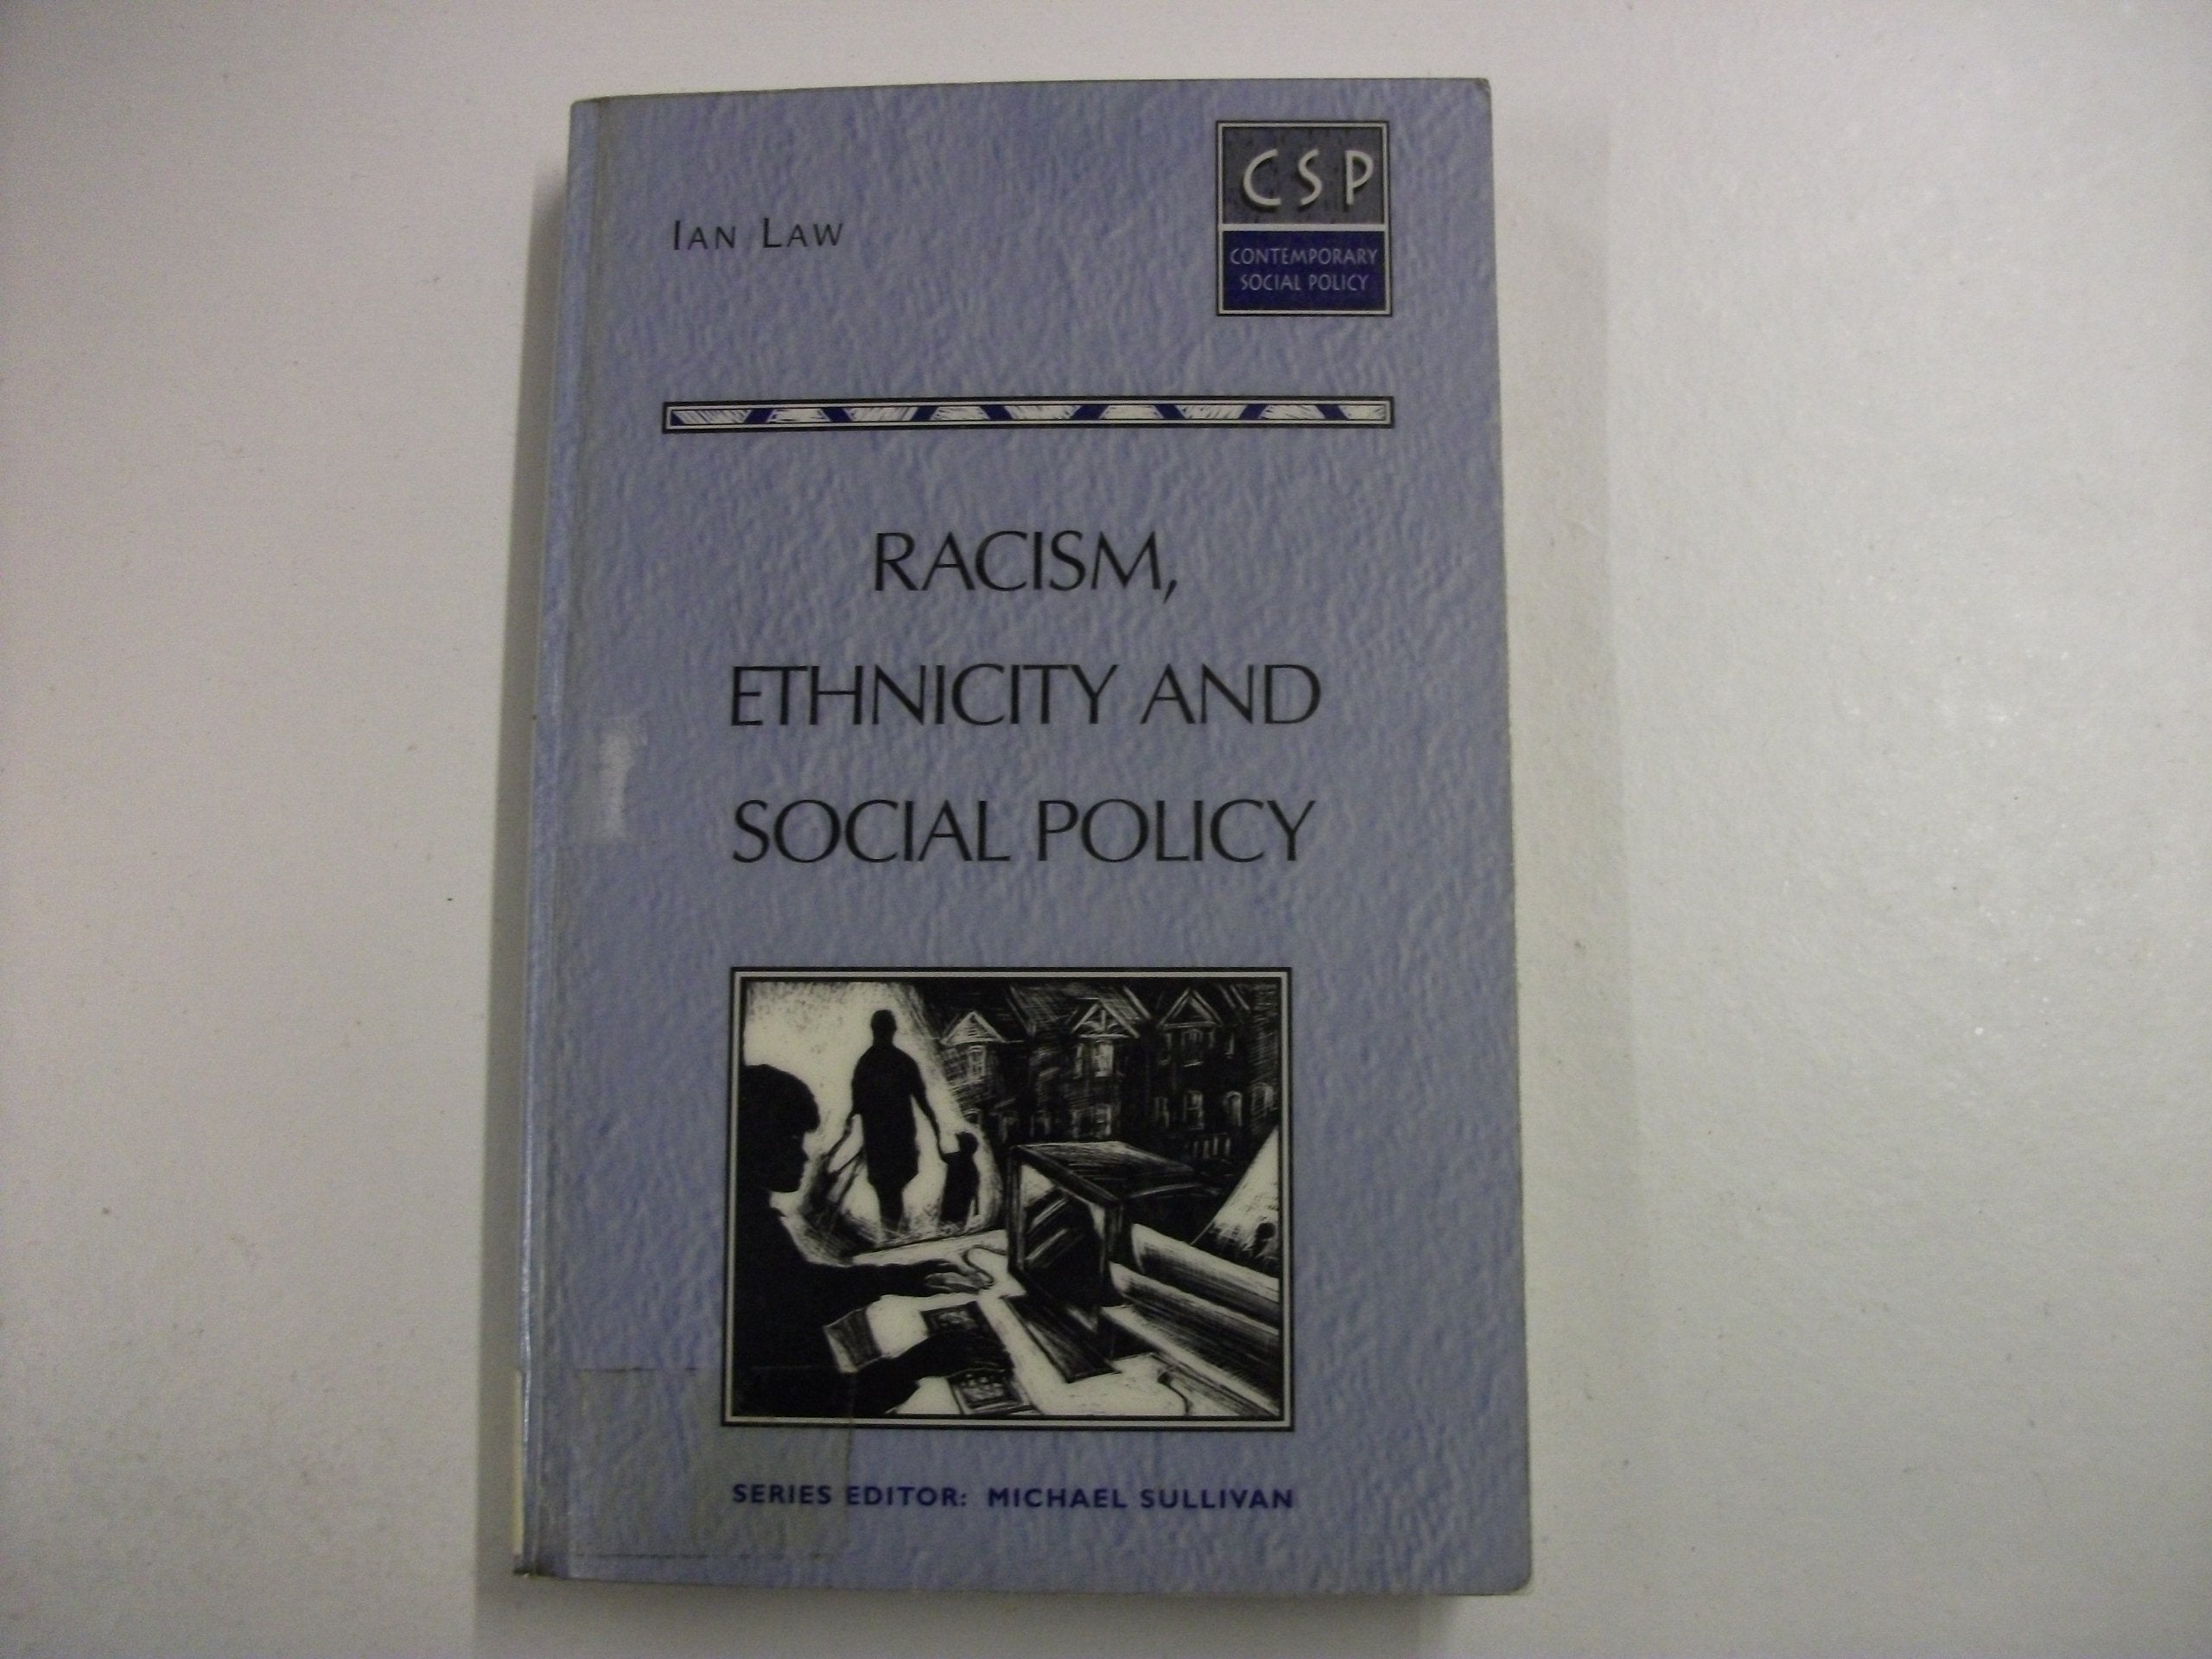 IAN LAW
CSP
CONTEMPORARY
SOCIAL POLICY
RACISM,
ETHNICITY AND
SOCIAL POLICY
SERIES EDITOR: MICHAEL SULLIVAN